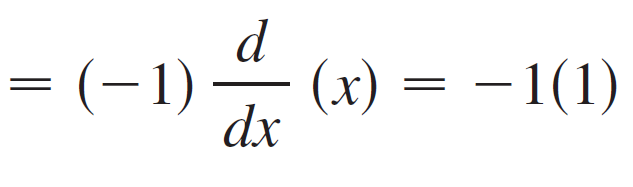 = (−1) d/dx (x) = −1(1)